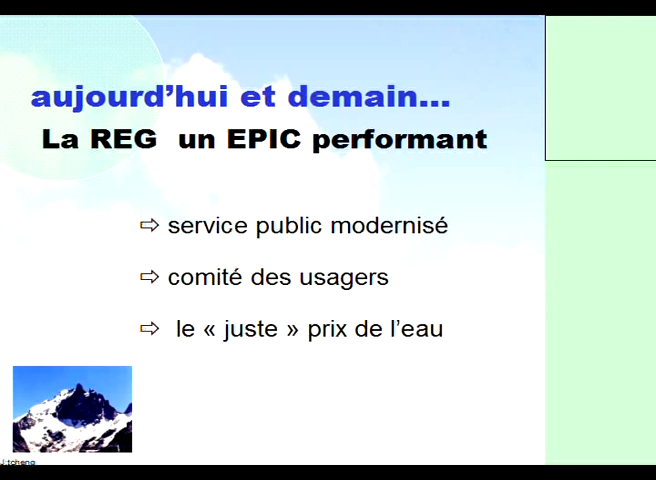 aujourd'hui et demain...
La REG un EPIC performant
⇨ service public modernisé
⇨ comité des usagers
⇨ le « juste » prix de l'eau
J.tcheng